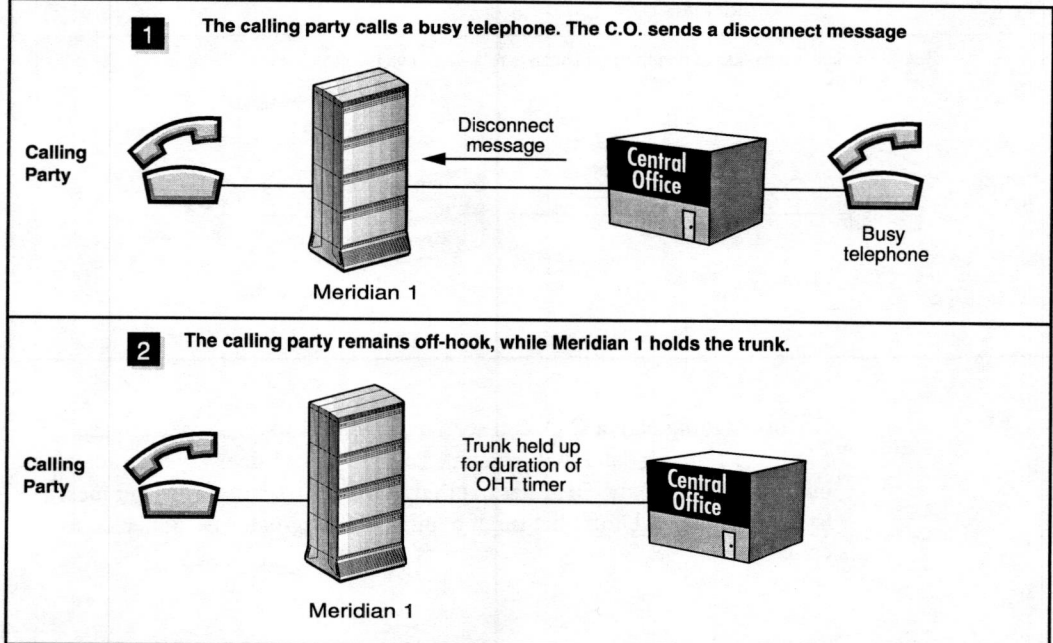 1 The calling party calls a busy telephone. The C.O. sends a disconnect message
Calling
Party
Disconnect
message
Central
Office
Busy
telephone
Meridian 1
2 The calling party remains off-hook, while Meridian 1 holds the trunk.
Calling
Party
Trunk held up
for duration of
OHT timer
Central
Office
Meridian 1